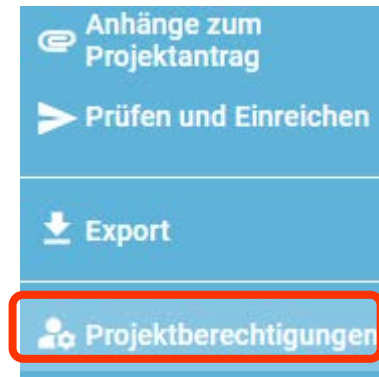 Anhänge zum
Projektantrag
Prüfen und Einreichen
Export
Projektberechtigungen